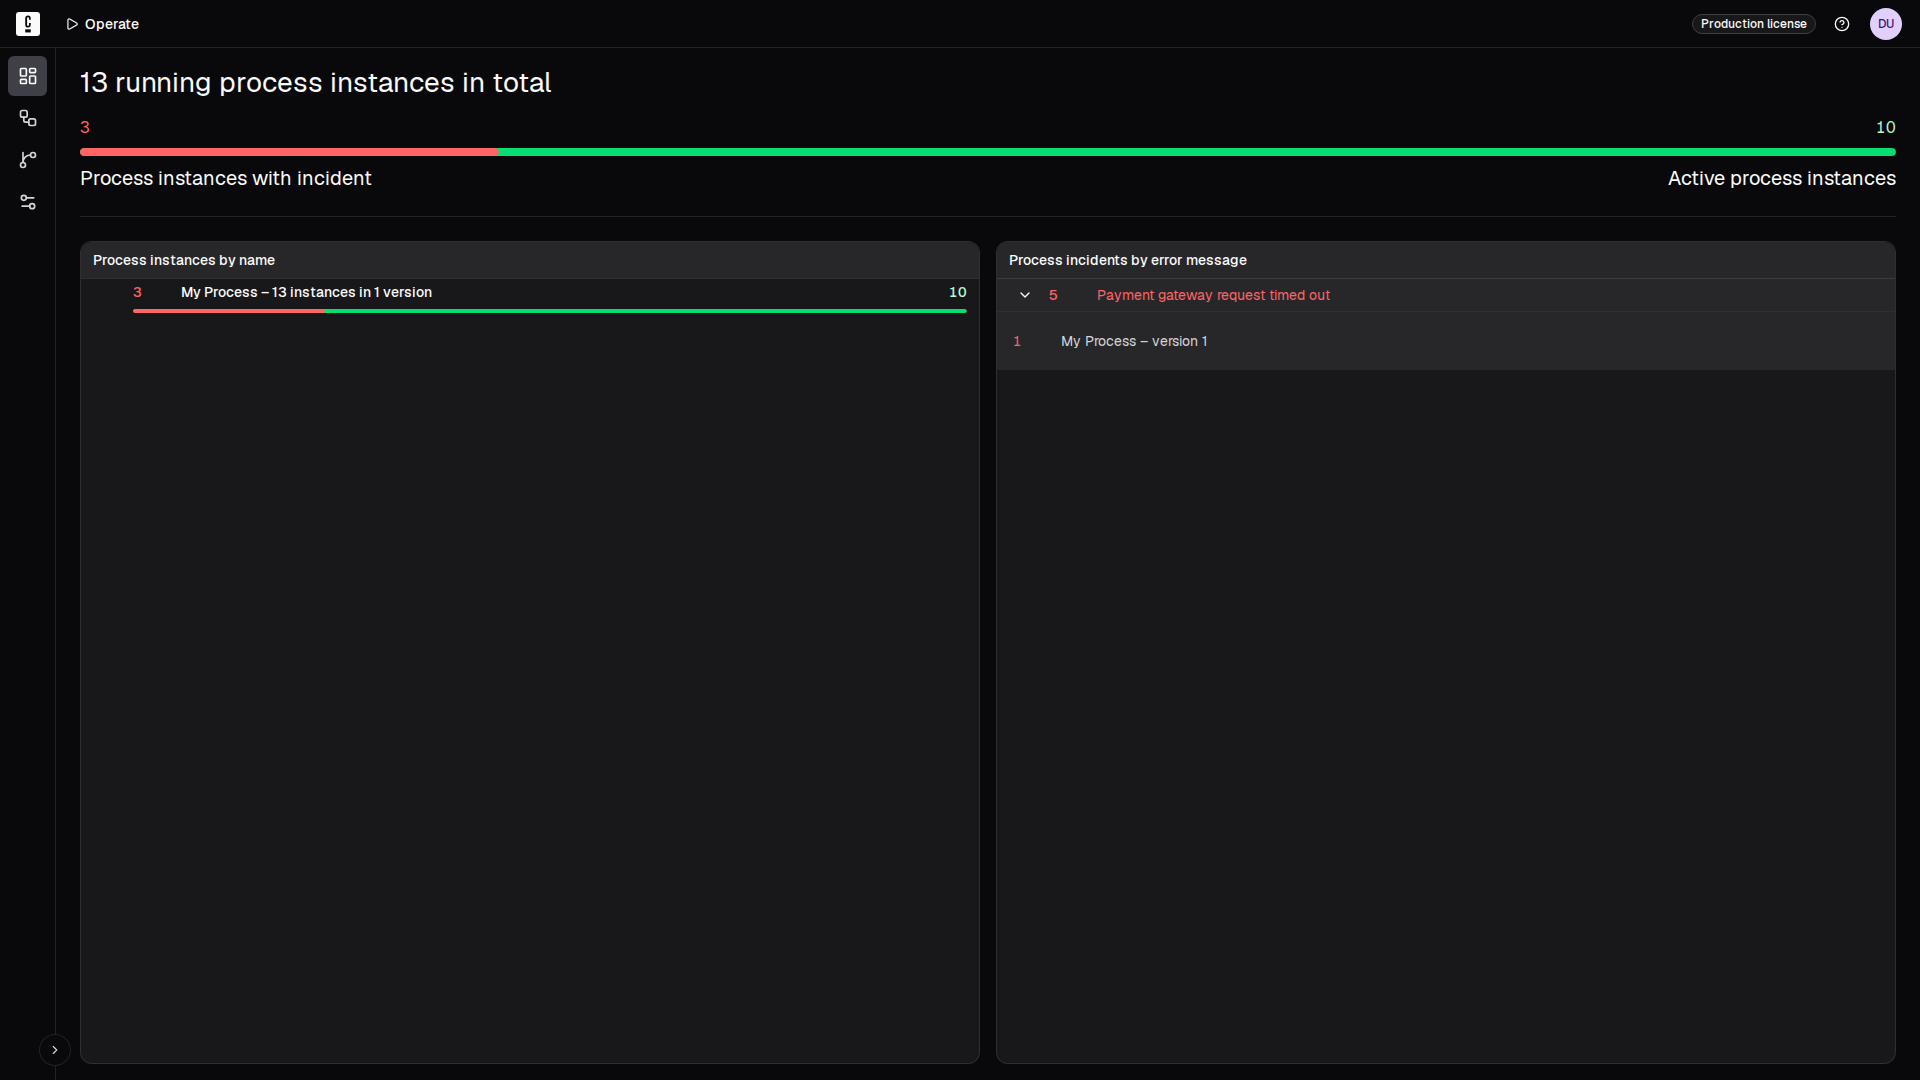 Operate
Production license
DU
13 running process instances in total
3
10
Process instances with incident
Active process instances
Process instances by name
3 My Process – 13 instances in 1 version 10
Process incidents by error message
5 Payment gateway request timed out
1 My Process – version 1